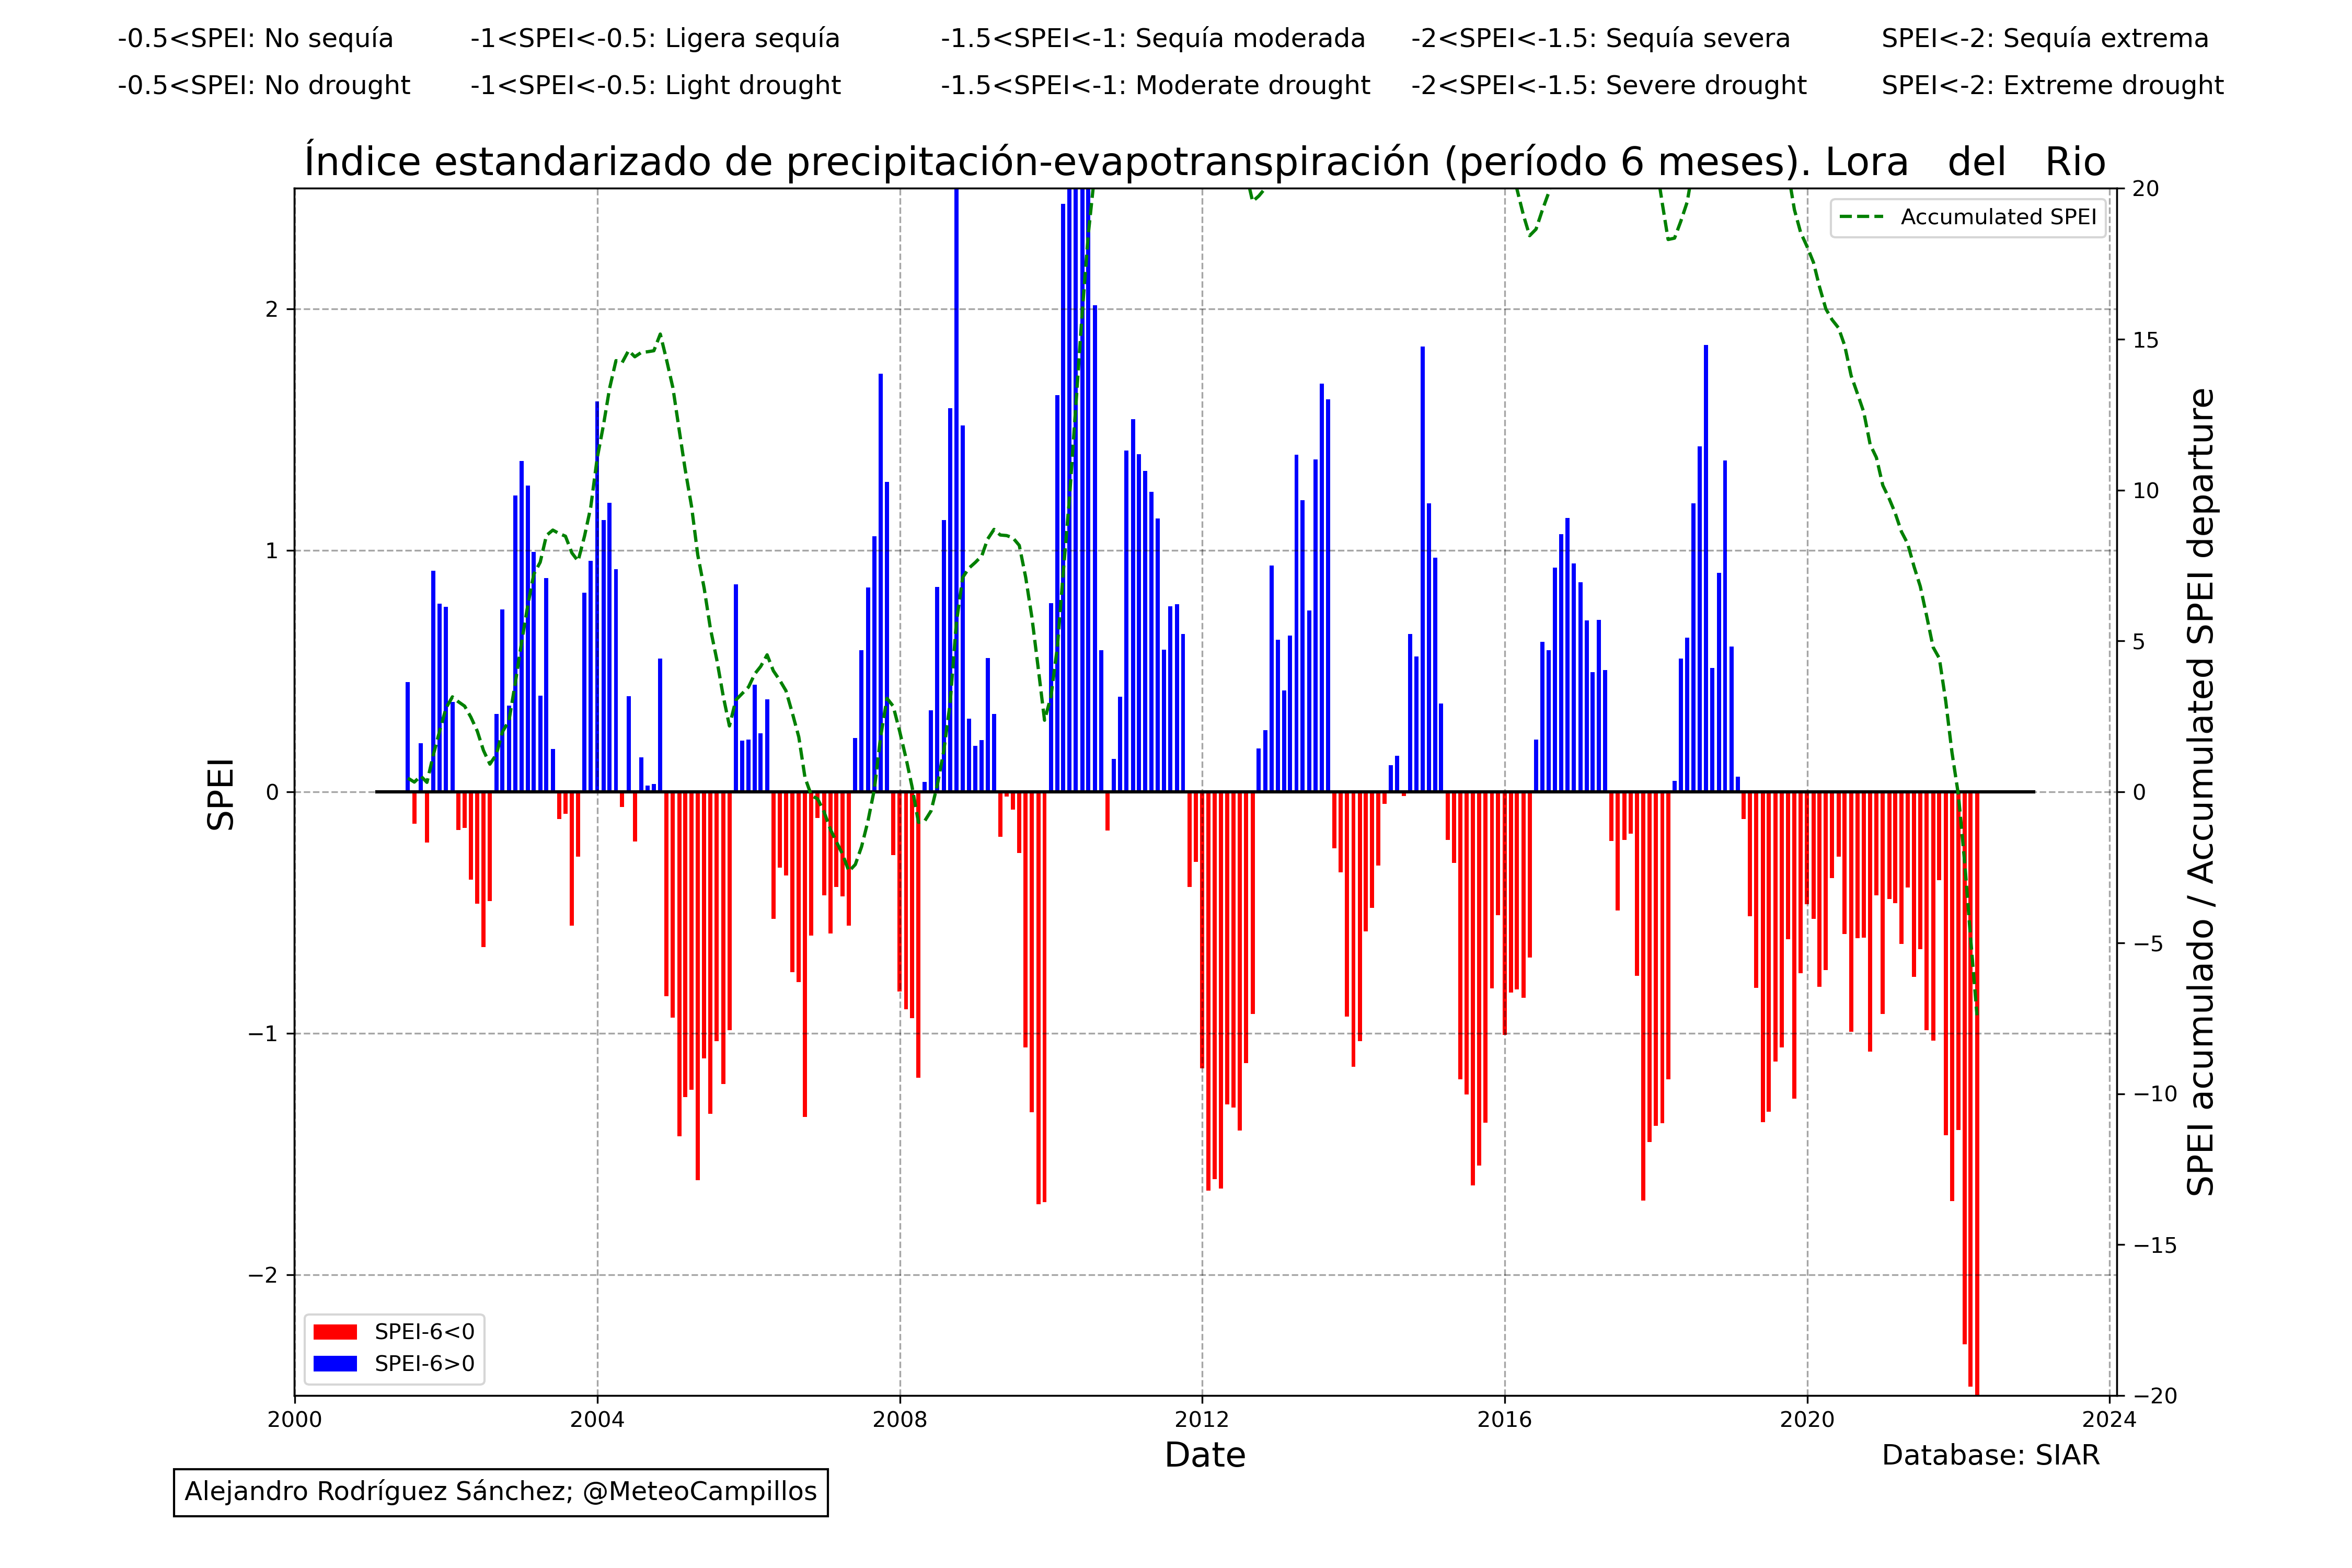 -0.5<SPEI: No sequía -1<SPEI<-0.5: Ligera sequía -1.5<SPEI<-1: Sequía moderada -2<SPEI<-1.5: Sequía severa SPEI<-2: Sequía extrema
-0.5<SPEI: No drought -1<SPEI<-0.5: Light drought -1.5<SPEI<-1: Moderate drought -2<SPEI<-1.5: Severe drought SPEI<-2: Extreme drought
Índice estandarizado de precipitación-evapotranspiración (período 6 meses). Lora del Rio
Accumulated SPEI
2
1
0
−1
−2
SPEI
20
15
10
5
0
−5
−10
−15
−20
SPEI acumulado / Accumulated SPEI departure
SPEI-6<0
SPEI-6>0
2000 2004 2008 2012 2016 2020 2024
Date
Database: SIAR
Alejandro Rodríguez Sánchez; @MeteoCampillos